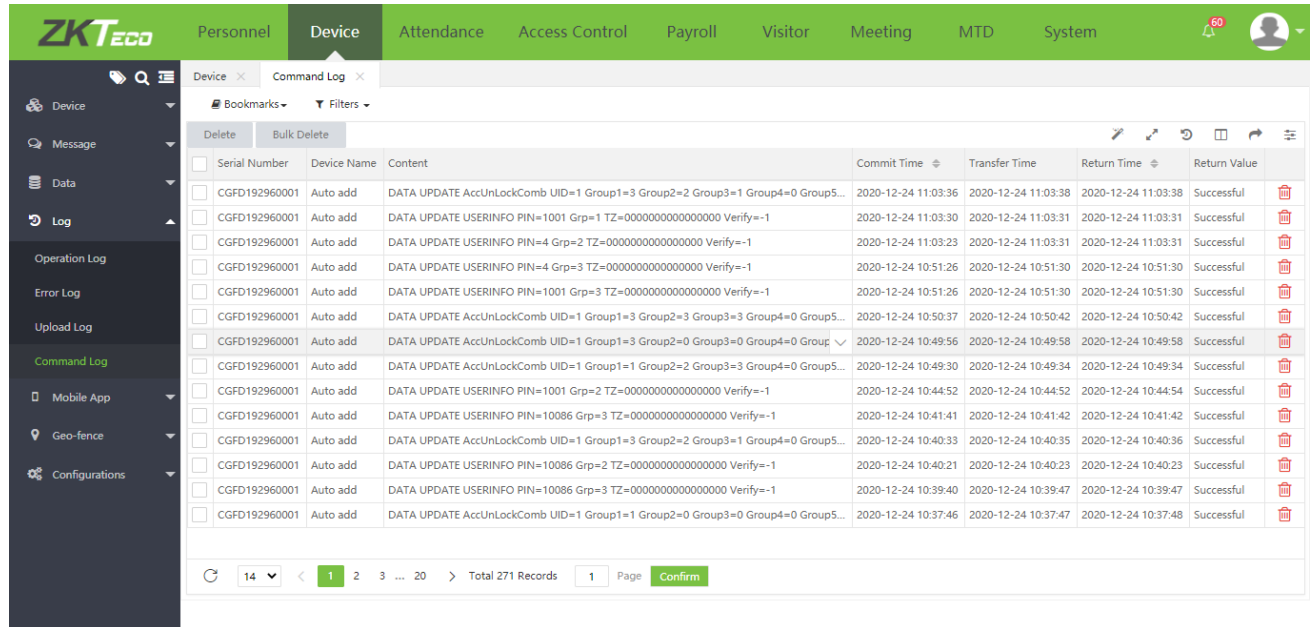 ZKTeco Personnel Device Attendance Access Control Payroll Visitor Meeting MTD System 60
Device Command Log
Bookmarks Filters
Delete Bulk Delete
Serial Number Device Name Content Commit Time Transfer Time Return Time Return Value
CGFD192960001 Auto add DATA UPDATE AccUnLockComb UID=1 Group1=3 Group2=2 Group3=1 Group4=0 Group5... 2020-12-24 11:03:36 2020-12-24 11:03:38 2020-12-24 11:03:38 Successful
CGFD192960001 Auto add DATA UPDATE USERINFO PIN=1001 Grp=1 TZ=0000000000000000 Verify=-1 2020-12-24 11:03:30 2020-12-24 11:03:31 2020-12-24 11:03:31 Successful
CGFD192960001 Auto add DATA UPDATE USERINFO PIN=4 Grp=2 TZ=0000000000000000 Verify=-1 2020-12-24 11:03:23 2020-12-24 11:03:31 2020-12-24 11:03:31 Successful
CGFD192960001 Auto add DATA UPDATE USERINFO PIN=4 Grp=3 TZ=0000000000000000 Verify=-1 2020-12-24 10:51:26 2020-12-24 10:51:30 2020-12-24 10:51:30 Successful
CGFD192960001 Auto add DATA UPDATE USERINFO PIN=1001 Grp=3 TZ=0000000000000000 Verify=-1 2020-12-24 10:51:26 2020-12-24 10:51:30 2020-12-24 10:51:30 Successful
CGFD192960001 Auto add DATA UPDATE AccUnLockComb UID=1 Group1=3 Group2=3 Group3=3 Group4=0 Group5... 2020-12-24 10:50:37 2020-12-24 10:50:42 2020-12-24 10:50:42 Successful
CGFD192960001 Auto add DATA UPDATE AccUnLockComb UID=1 Group1=3 Group2=0 Group3=0 Group4=0 Group 2020-12-24 10:49:56 2020-12-24 10:49:58 2020-12-24 10:49:58 Successful
CGFD192960001 Auto add DATA UPDATE AccUnLockComb UID=1 Group1=1 Group2=2 Group3=3 Group4=0 Group5... 2020-12-24 10:49:30 2020-12-24 10:49:34 2020-12-24 10:49:34 Successful
CGFD192960001 Auto add DATA UPDATE USERINFO PIN=1001 Grp=2 TZ=0000000000000000 Verify=-1 2020-12-24 10:44:52 2020-12-24 10:44:52 2020-12-24 10:44:54 Successful
CGFD192960001 Auto add DATA UPDATE USERINFO PIN=10086 Grp=3 TZ=0000000000000000 Verify=-1 2020-12-24 10:41:41 2020-12-24 10:41:42 2020-12-24 10:41:42 Successful
CGFD192960001 Auto add DATA UPDATE AccUnLockComb UID=1 Group1=3 Group2=2 Group3=1 Group4=0 Group5... 2020-12-24 10:40:33 2020-12-24 10:40:35 2020-12-24 10:40:36 Successful
CGFD192960001 Auto add DATA UPDATE USERINFO PIN=10086 Grp=2 TZ=0000000000000000 Verify=-1 2020-12-24 10:40:21 2020-12-24 10:40:23 2020-12-24 10:40:23 Successful
CGFD192960001 Auto add DATA UPDATE USERINFO PIN=10086 Grp=3 TZ=0000000000000000 Verify=-1 2020-12-24 10:39:40 2020-12-24 10:39:47 2020-12-24 10:39:47 Successful
CGFD192960001 Auto add DATA UPDATE AccUnLockComb UID=1 Group1=1 Group2=0 Group3=0 Group4=0 Group5... 2020-12-24 10:37:46 2020-12-24 10:37:47 2020-12-24 10:37:48 Successful
14 < 1 2 3 ... 20 > Total 271 Records 1 Page Confirm
Device
Message
Data
Log
Operation Log
Error Log
Upload Log
Command Log
Mobile App
Geo-fence
Configurations